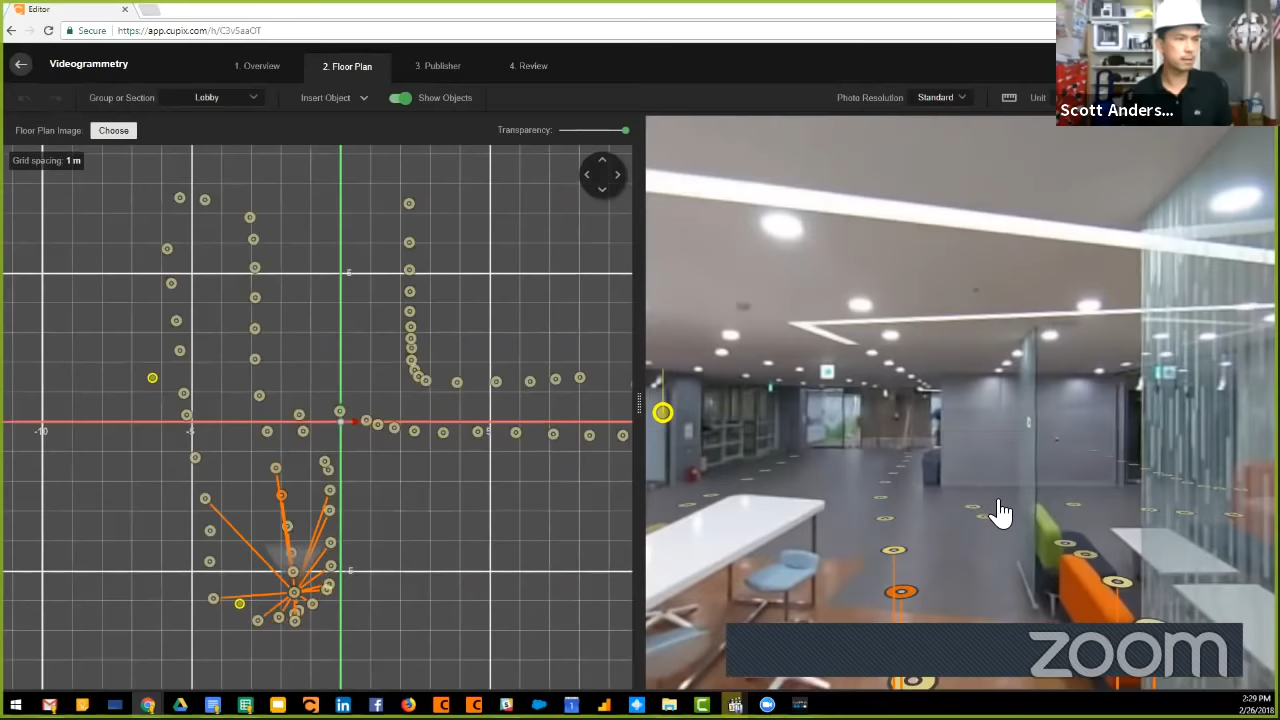 Editor
Secure
https://app.cupix.com/h/C3v5aaOT
Videogrammetry
1. Overview
2. Floor Plan
3. Publisher
4. Review
Group or Section
Lobby
Insert Object
Show Objects
Photo Resolution
Standard
Unit
Floor Plan Image:
Choose
Transparency:
Grid spacing: 1 m
-10
-5
5
5
Scott Anders...
zoom
2:29 PM
2/26/2018